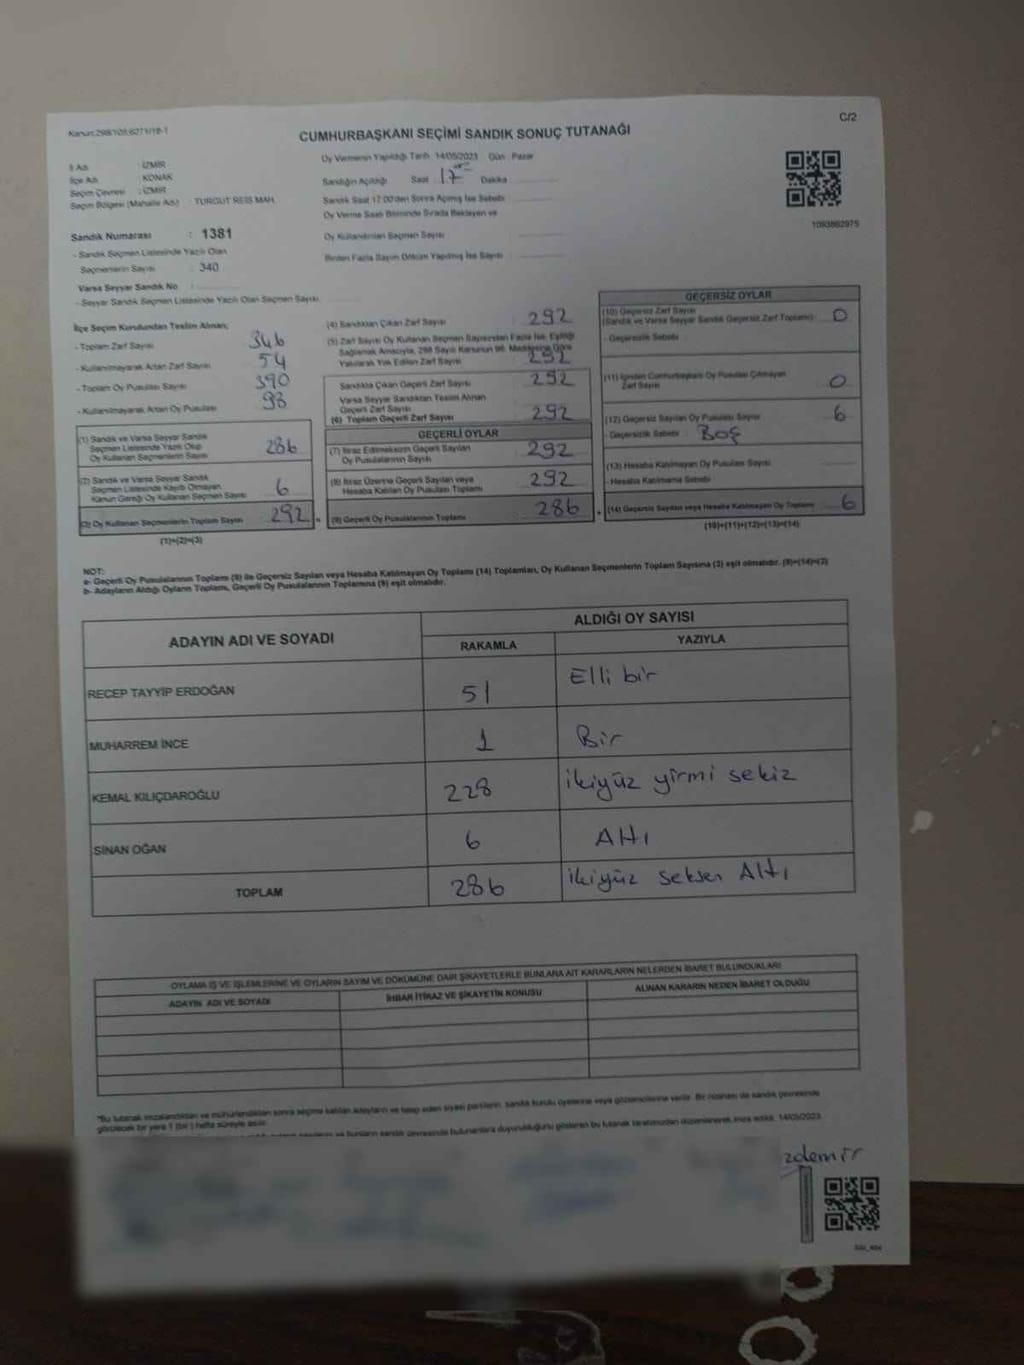 Kanun:298/105;6271/18-1
C/2
CUMHURBAŞKANI SEÇİMİ SANDIK SONUÇ TUTANAĞI
İl Adı : İZMİR
İlçe Adı : KONAK
Seçim Çevresi : İZMİR
Seçim Bölgesi (Mahalle Adı) TURGUT REİS MAH.
Oy Vermenin Yapıldığı Tarih 14/05/2023 Gün Pazar
Sandığın Açıldığı Saat 17 Dakika
Sandık Saat 17:00'den Sonra Açılmış İse Sebebi
Oy Verme Saati Bitiminde Sırada Bekleyen ve
Oy Kullandırılan Seçmen Sayısı
Birden Fazla Sayım Döküm Yapılmış İse Sayısı
1093862975
Sandık Numarası : 1381
- Sandık Seçmen Listesinde Yazılı Olan
Seçmenlerin Sayısı : 340
Varsa Seyyar Sandık No
- Seyyar Sandık Seçmen Listesinde Yazılı Olan Seçmen Sayısı
İlçe Seçim Kurulundan Teslim Alınan;
- Toplam Zarf Sayısı 346
- Kullanılmayarak Artan Zarf Sayısı 54
- Toplam Oy Pusulası Sayısı 390
- Kullanılmayarak Artan Oy Pusulası 98
(1) Sandık ve Varsa Seyyar Sandık
Seçmen Listesinde Yazılı Olup
Oy Kullanan Seçmenlerin Sayısı 286
(2) Sandık ve Varsa Seyyar Sandık
Seçmen Listesinde Kayıtlı Olmayan
Kanun Gereği Oy Kullanan Seçmen Sayısı 6
(3) Oy Kullanan Seçmenlerin Toplam Sayısı 292
(1)+(2)=(3)
(4) Sandıktan Çıkan Zarf Sayısı 292
(5) Zarf Sayısı Oy Kullanan Seçmen Sayısından Fazla İse, Eşitliği
Sağlamak Amacıyla, 298 Sayılı Kanunun 98. Maddesine Göre
Yakılarak Yok Edilen Zarf Sayısı 292
Sandıkta Çıkan Geçerli Zarf Sayısı 292
Varsa Seyyar Sandıktan Teslim Alınan
Geçerli Zarf Sayısı
(6) Toplam Geçerli Zarf Sayısı 292
GEÇERLİ OYLAR
(7) İtiraz Edilmeksizin Geçerli Sayılan
Oy Pusulalarının Sayısı 292
(8) İtiraz Üzerine Geçerli Sayılan veya
Hesaba Katılan Oy Pusulası Toplamı 292
(9) Geçerli Oy Pusulalarının Toplamı 286
GEÇERSİZ OYLAR
(10) Geçersiz Zarf Sayısı
(Sandık ve Varsa Seyyar Sandık Geçersiz Zarf Toplamı) 0
- Geçersizlik Sebebi
(11) İçinden Cumhurbaşkanı Oy Pusulası Çıkmayan
Zarf Sayısı 0
(12) Geçersiz Sayılan Oy Pusulası Sayısı 6
- Geçersizlik Sebebi Boş
(13) Hesaba Katılmayan Oy Pusulası Sayısı
- Hesaba Katılmama Sebebi
(14) Geçersiz Sayılan veya Hesaba Katılmayan Oy Toplamı 6
(10)+(11)+(12)+(13)=(14)
NOT:
a- Geçerli Oy Pusulalarının Toplamı (9) ile Geçersiz Sayılan veya Hesaba Katılmayan Oy Toplamı (14) Toplamları, Oy Kullanan Seçmenlerin Toplam Sayısına (3) eşit olmalıdır. (9)+(14)=(3)
b- Adayların Aldığı Oyların Toplamı, Geçerli Oy Pusulalarının Toplamına (9) eşit olmalıdır.
ADAYIN ADI VE SOYADI
ALDIĞI OY SAYISI
RAKAMLA YAZIYLA
RECEP TAYYİP ERDOĞAN 51 Elli bir
MUHARREM İNCE 1 Bir
KEMAL KILIÇDAROĞLU 228 ikiyüz yirmi sekiz
SİNAN OĞAN 6 Altı
TOPLAM 286 ikiyüz seksen Altı
OYLAMA İŞ VE İŞLEMLERİNE VE OYLARIN SAYIM VE DÖKÜMÜNE DAİR ŞİKAYETLERLE BUNLARA AİT KARARLARIN NELERDEN İBARET BULUNDUKLARI
ADAYIN ADI VE SOYADI İHBAR İTİRAZ VE ŞİKAYETİN KONUSU ALINAN KARARIN NEDEN İBARET OLDUĞU
*Bu tutanak imzalandıktan ve mühürlendikten sonra seçime katılan adayların ve talep eden siyasi partilerin, sandık kurulu üyelerine veya gözlemcilerine verilir. Bir nüshası da sandık çevresinde
görülecek bir yere 1 (bir) hafta süreyle asılır.
ve bunların sandık çevresinde bulunanlara duyurulduğunu gösteren bu tutanak tarafımızdan düzenlenerek imza edildi. 14/05/2023
zdemir